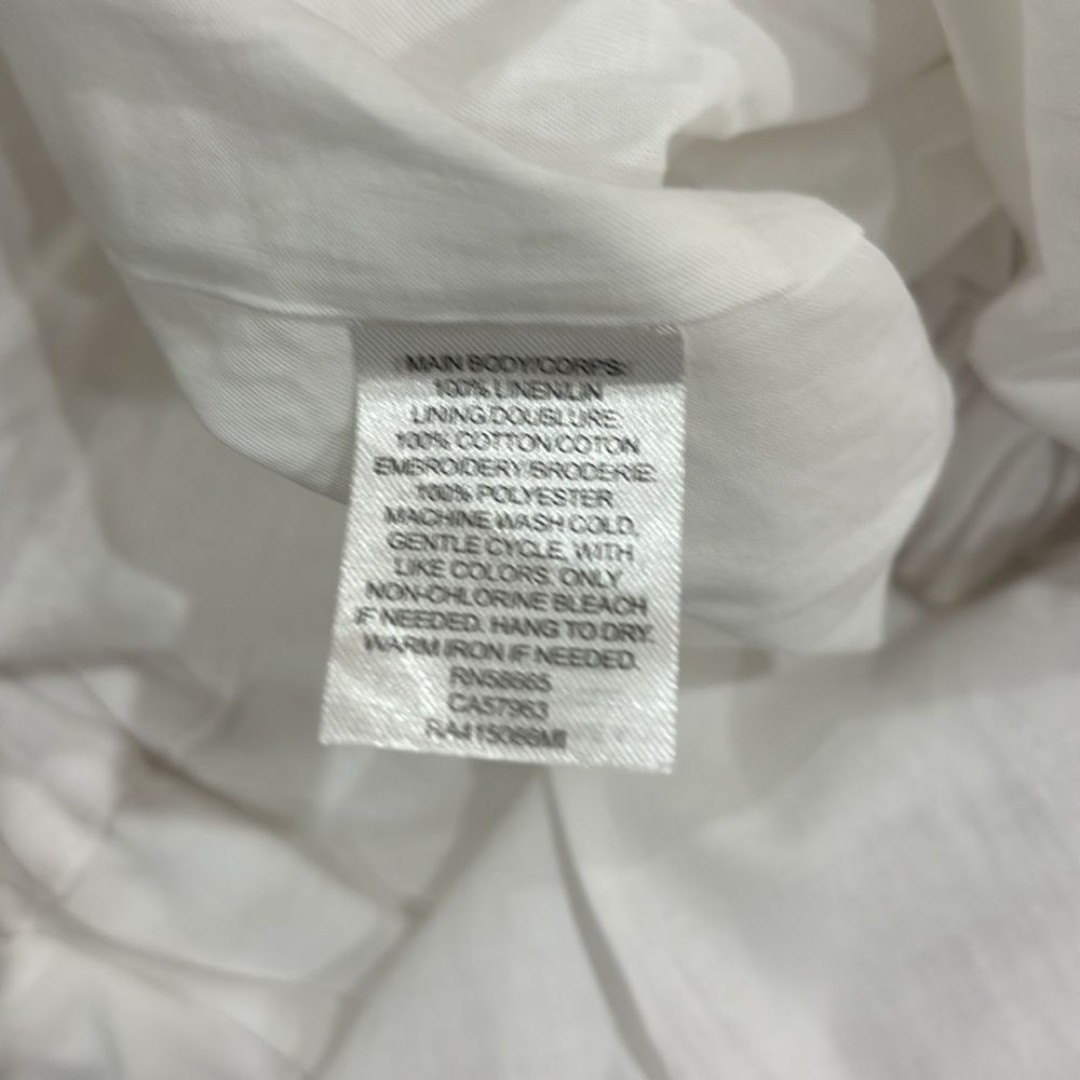 MAIN BODY/CORPS:
100% LINEN/LIN
LINING/DOUBLURE:
100% COTTON/COTON
EMBROIDERY/BRODERIE:
100% POLYESTER
MACHINE WASH COLD,
GENTLE CYCLE, WITH
LIKE COLORS. ONLY
NON-CHLORINE BLEACH
IF NEEDED. HANG TO DRY.
WARM IRON IF NEEDED.
RN58665
CA57963